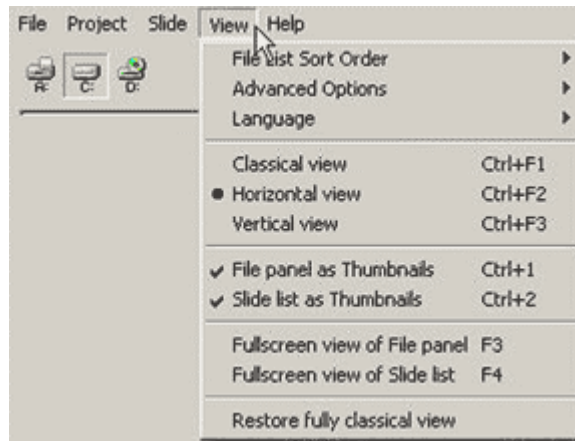 File Project Slide View Help
A: C: D:
File List Sort Order
Advanced Options
Language
Classical view Ctrl+F1
Horizontal view Ctrl+F2
Vertical view Ctrl+F3
File panel as Thumbnails Ctrl+1
Slide list as Thumbnails Ctrl+2
Fullscreen view of File panel F3
Fullscreen view of Slide list F4
Restore fully classical view